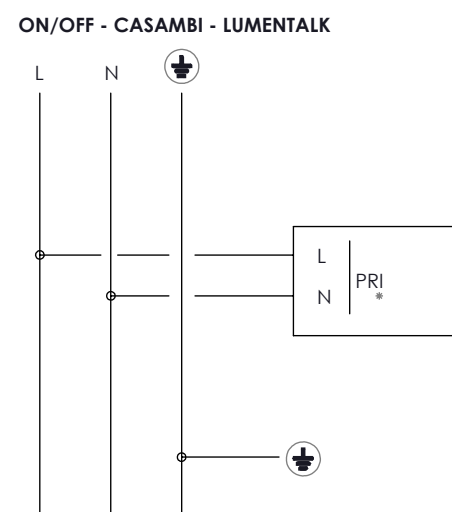 ON/OFF - CASAMBI - LUMENTALK
L N
L
PRI
N
*